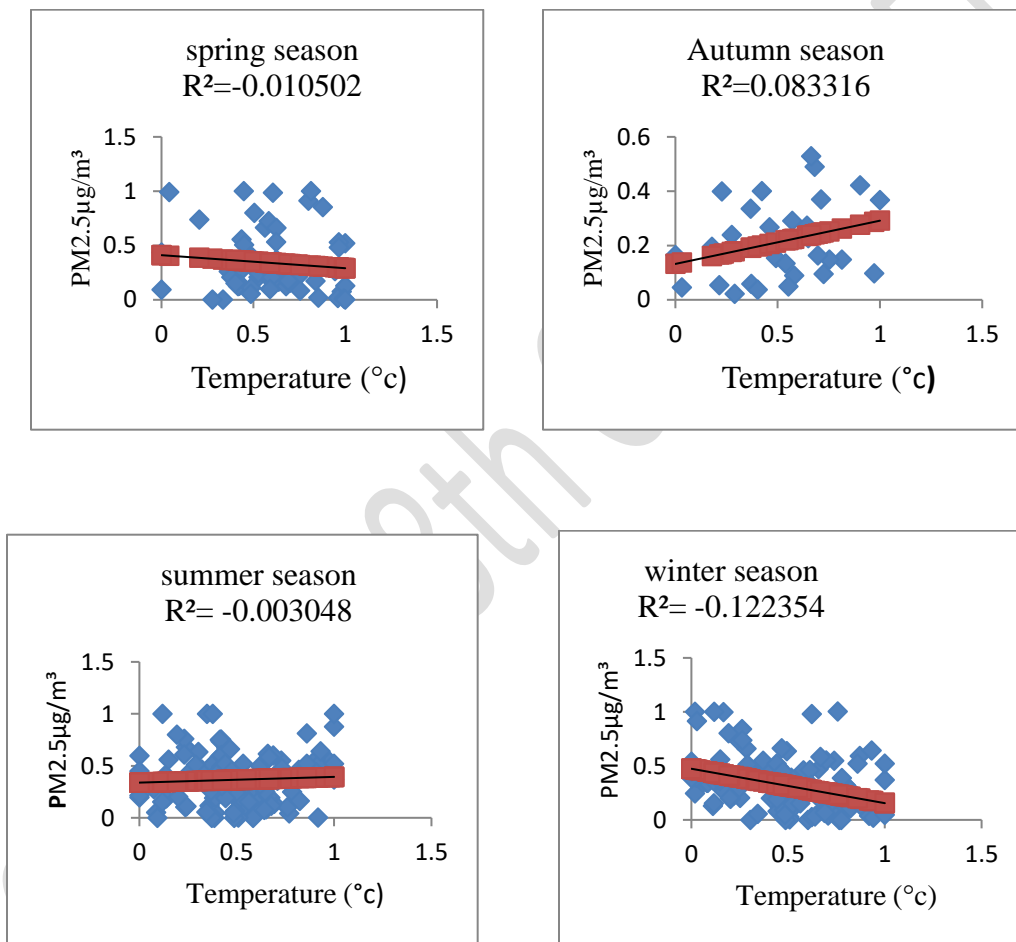 spring season
R²=-0.010502
PM2.5µg/m³
1.5
1
0.5
0
0
0.5
1
1.5
Temperature (°c)
Autumn season
R²=0.083316
PM2.5µg/m³
0.6
0.4
0.2
0
0
0.5
1
1.5
Temperature (°c)
summer season
R²= -0.003048
PM2.5µg/m³
1.5
1
0.5
0
0
0.5
1
1.5
Temperature (°c)
winter season
R²= -0.122354
PM2.5µg/m³
1.5
1
0.5
0
0
0.5
1
1.5
Temperature (°c)